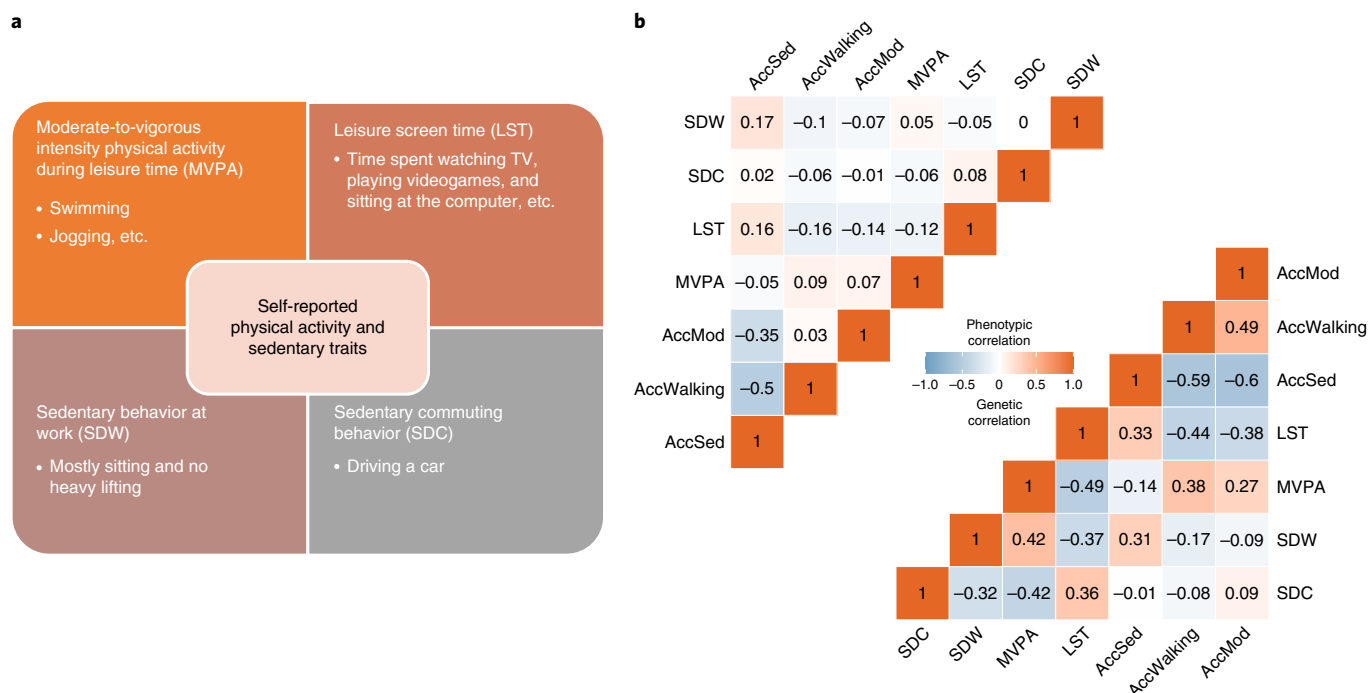 a
Moderate-to-vigorous
intensity physical activity
during leisure time (MVPA)
• Swimming
• Jogging, etc.
Leisure screen time (LST)
• Time spent watching TV,
playing videogames, and
sitting at the computer, etc.
Self-reported
physical activity and
sedentary traits
Sedentary behavior at
work (SDW)
• Mostly sitting and no
heavy lifting
Sedentary commuting
behavior (SDC)
• Driving a car
b
AccSed AccWalking AccMod MVPA LST SDC SDW
SDW 0.17 −0.1 −0.07 0.05 −0.05 0 1
SDC 0.02 −0.06 −0.01 −0.06 0.08 1
LST 0.16 −0.16 −0.14 −0.12 1
MVPA −0.05 0.09 0.07 1
AccMod −0.35 0.03 1
AccWalking −0.5 1
AccSed 1
Phenotypic
correlation
−1.0 −0.5 0 0.5 1.0
Genetic
correlation
1 AccMod
1 0.49 AccWalking
1 −0.59 −0.6 AccSed
1 0.33 −0.44 −0.38 LST
1 −0.49 −0.14 0.38 0.27 MVPA
1 0.42 −0.37 0.31 −0.17 −0.09 SDW
1 −0.32 −0.42 0.36 −0.01 −0.08 0.09 SDC
SDC SDW MVPA LST AccSed AccWalking AccMod